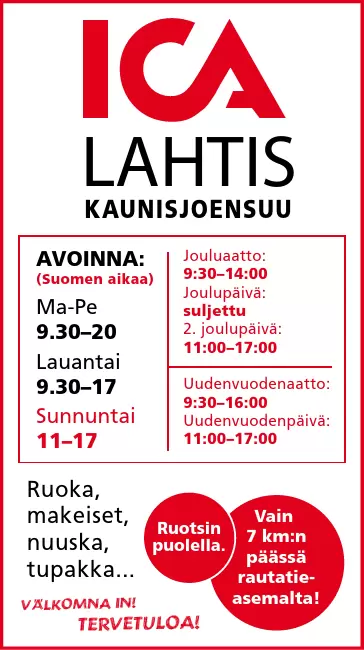 ICA
LAHTIS
KAUNISJOENSUU
AVOINNA:
(Suomen aikaa)
Ma-Pe
9.30–20
Lauantai
9.30–17
Sunnuntai
11–17
Jouluaatto:
9:30–14:00
Joulupäivä:
suljettu
2. joulupäivä:
11:00–17:00
Uudenvuodenaatto:
9:30–16:00
Uudenvuodenpäivä:
11:00–17:00
Ruoka,
makeiset,
nuuska,
tupakka...
Ruotsin
puolella.
Vain
7 km:n
päässä
rautatie-
asemalta!
VÄLKOMNA IN!
TERVETULOA!